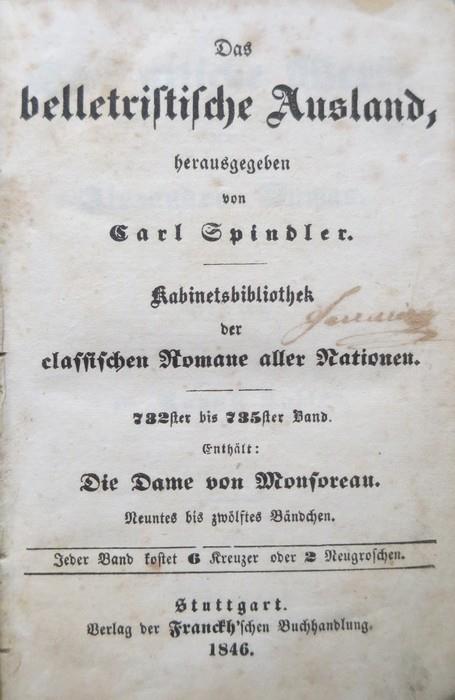 Das
belletristische Ausland,
herausgegeben
von
Carl Spindler.
Kabinetsbibliothek
der
classischen Romane aller Nationen.
732ster bis 735ster Band.
Enthält:
Die Dame von Monsoreau.
Neuntes bis zwölftes Bändchen.
Jeder Band kostet 6 Kreuzer oder 2 Neugroschen.
Stuttgart.
Verlag der Franckh'schen Buchhandlung.
1846.